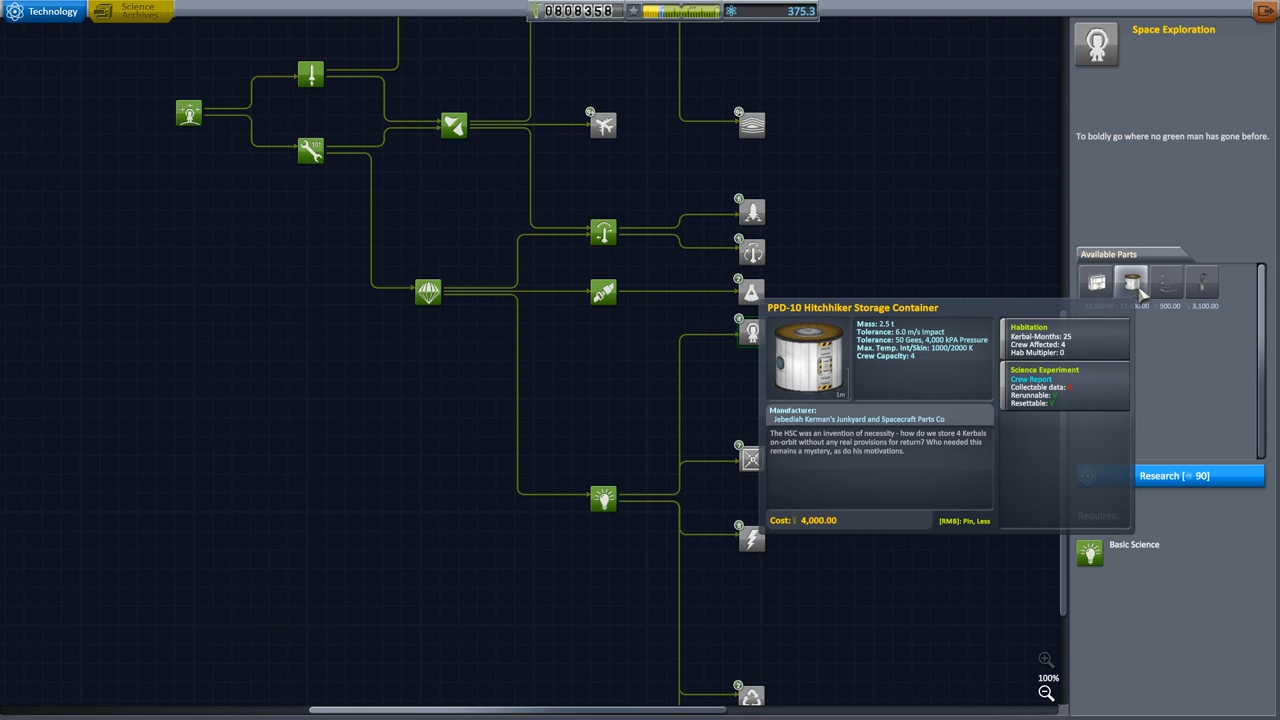 Technology
Science
Archives
0808358
375.3
Space Exploration
To boldly go where no green man has gone before.
101
Available Parts
500.00
3,100.00
PPD-10 Hitchhiker Storage Container
Mass: 2.5 t
Tolerance: 6.0 m/s Impact
Tolerance: 50 Gees, 4,000 kPA Pressure
Max. Temp. Int/Skin: 1000/2000 K
Crew Capacity: 4
1m
Habitation
Kerbal-Months: 25
Crew Affected: 4
Hab Multiplier: 0
Science Experiment
Crew Report
Collectable data:
Rerunnable:
Resettable:
Manufacturer:
Jebediah Kerman's Junkyard and Spacecraft Parts Co
The HSC was an invention of necessity - how do we store 4 Kerbals
on-orbit without any real provisions for return? Who needed this
remains a mystery, as do his motivations.
Cost: 4,000.00
[RMB]: Pin, Less
Research [ 90]
Requires:
Basic Science
100%